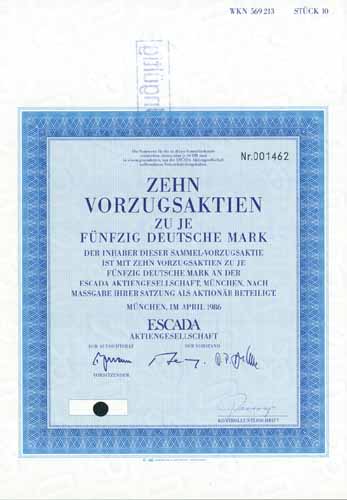 WKN 569 213 STÜCK 10
Nr.001462
ZEHN
VORZUGSAKTIEN
ZU JE
FÜNFZIG DEUTSCHE MARK
DER INHABER DIESER SAMMEL-VORZUGSAKTIE
IST MIT ZEHN VORZUGSAKTIEN ZU JE
FÜNFZIG DEUTSCHE MARK AN DER
ESCADA AKTIENGESELLSCHAFT, MÜNCHEN, NACH
MASSGABE IHRER SATZUNG ALS AKTIONÄR BETEILIGT.
MÜNCHEN, IM APRIL 1986
ESCADA
AKTIENGESELLSCHAFT
DER AUFSICHTSRAT DER VORSTAND
VORSITZENDER
KONTROLLUNTERSCHRIFT